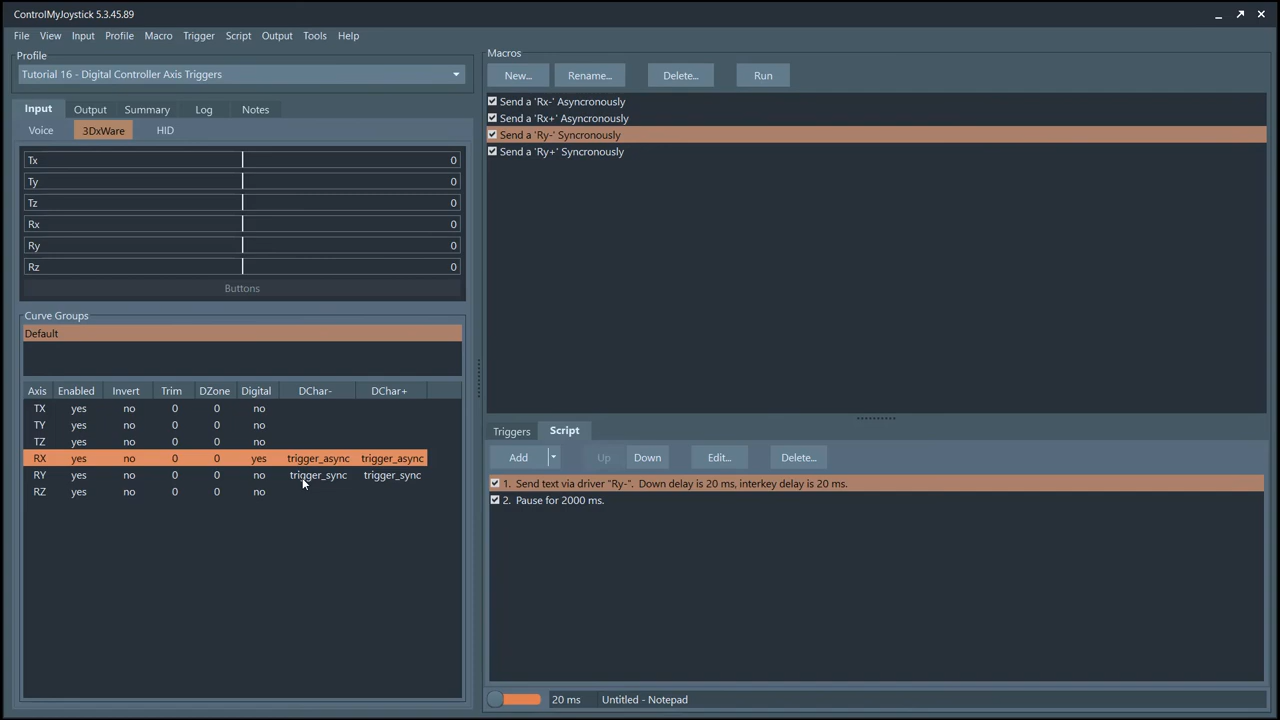 ControlMyJoystick 5.3.45.89
File View Input Profile Macro Trigger Script Output Tools Help
Profile
Tutorial 16 - Digital Controller Axis Triggers
Input Output Summary Log Notes
Voice 3DxWare HID
Tx 0
Ty 0
Tz 0
Rx 0
Ry 0
Rz 0
Buttons
Curve Groups
Default
Axis Enabled Invert Trim DZone Digital DChar- DChar+
TX yes no 0 0 no
TY yes no 0 0 no
TZ yes no 0 0 no
RX yes no 0 0 yes trigger_async trigger_async
RY yes no 0 0 no trigger_sync trigger_sync
RZ yes no 0 0 no
Macros
New... Rename... Delete... Run
Send a 'Rx-' Asyncronously
Send a 'Rx+' Asyncronously
Send a 'Ry-' Syncronously
Send a 'Ry+' Syncronously
Triggers Script
Add Up Down Edit... Delete...
1. Send text via driver "Ry-". Down delay is 20 ms, interkey delay is 20 ms.
2. Pause for 2000 ms.
20 ms Untitled - Notepad